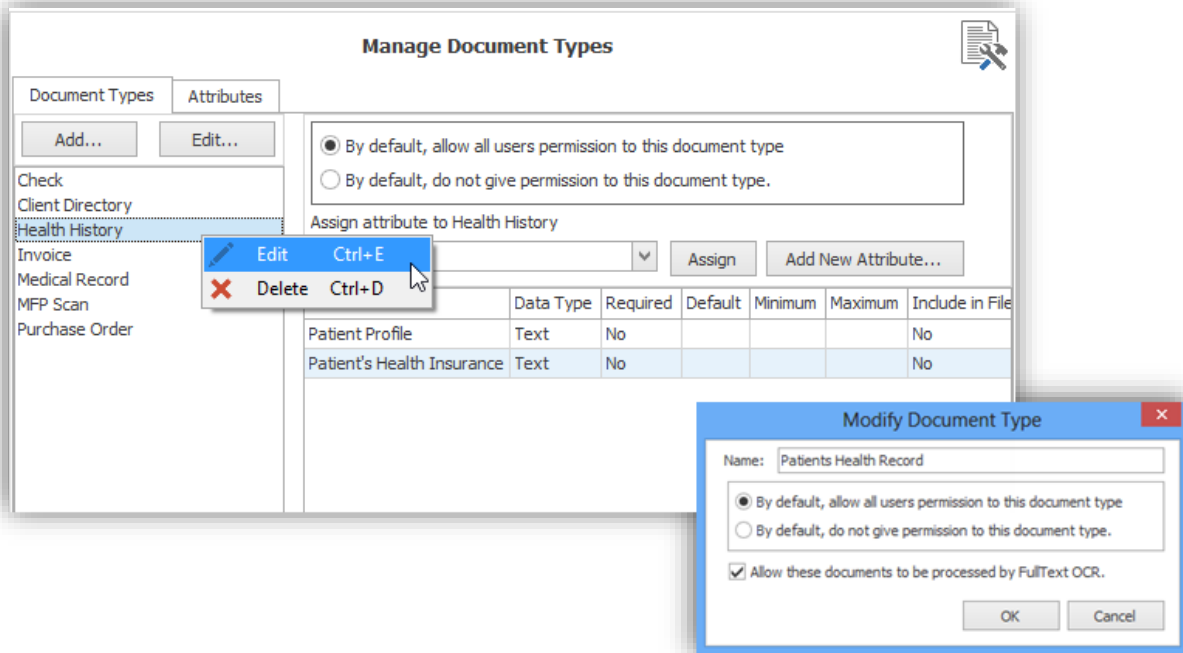 Manage Document Types
Document Types Attributes
Add... Edit...
By default, allow all users permission to this document type
By default, do not give permission to this document type.
Check
Client Directory
Health History
Invoice
Medical Record
MFP Scan
Purchase Order
Edit Ctrl+E
Delete Ctrl+D
Assign attribute to Health History
Assign Add New Attribute...
Data Type Required Default Minimum Maximum Include in File
Patient Profile Text No No
Patient's Health Insurance Text No No
Modify Document Type
Name: Patients Health Record
By default, allow all users permission to this document type
By default, do not give permission to this document type.
Allow these documents to be processed by FullText OCR.
OK Cancel